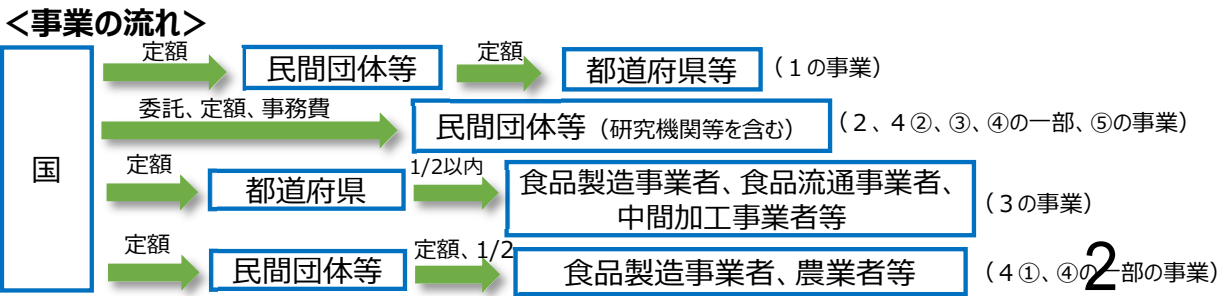 ＜事業の流れ＞
国
定額
民間団体等
定額
都道府県等
（１の事業）
委託、定額、事務費
民間団体等（研究機関等を含む）
（２、４②、③、④の一部、⑤の事業）
定額
都道府県
1/2以内
食品製造事業者、食品流通事業者、
中間加工事業者等
（３の事業）
定額
民間団体等
定額、1/2
食品製造事業者、農業者等
（４①、④の一部の事業）
2